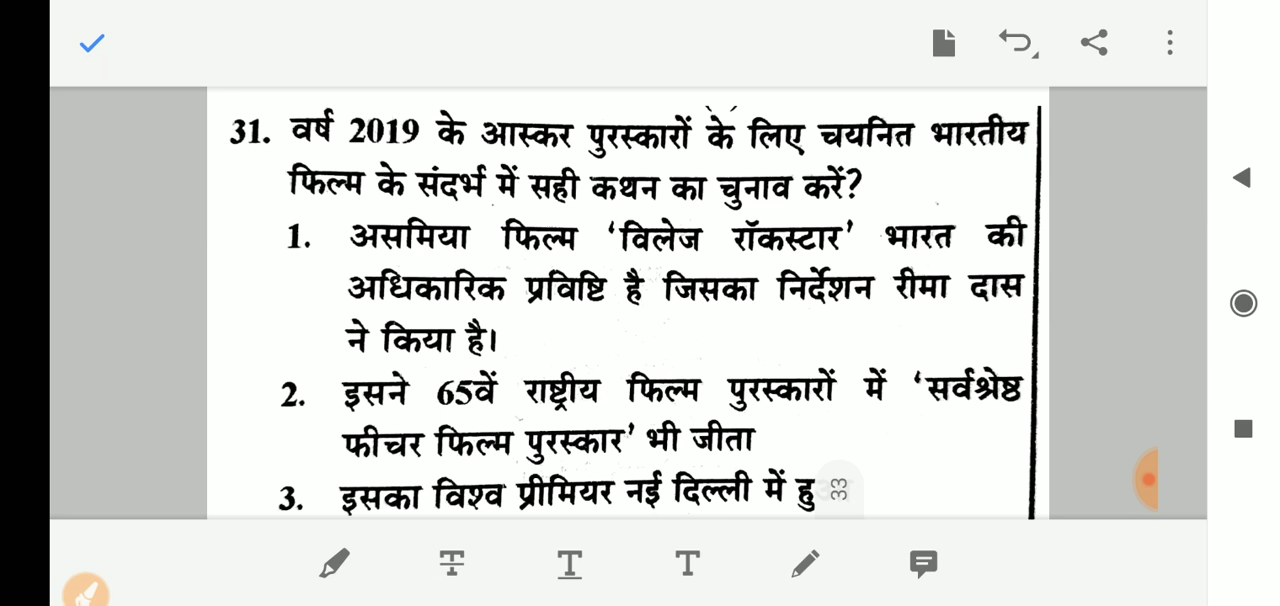 31. वर्ष 2019 के आस्कर पुरस्कारों के लिए चयनित भारतीय
फिल्म के संदर्भ में सही कथन का चुनाव करें?
1. असमिया फिल्म ‘विलेज रॉकस्टार’ भारत की
अधिकारिक प्रविष्टि है जिसका निर्देशन रीमा दास
ने किया है।
2. इसने 65वें राष्ट्रीय फिल्म पुरस्कारों में ‘सर्वश्रेष्ठ
फीचर फिल्म पुरस्कार’ भी जीता
3. इसका विश्व प्रीमियर नई दिल्ली में हु
33
T T T